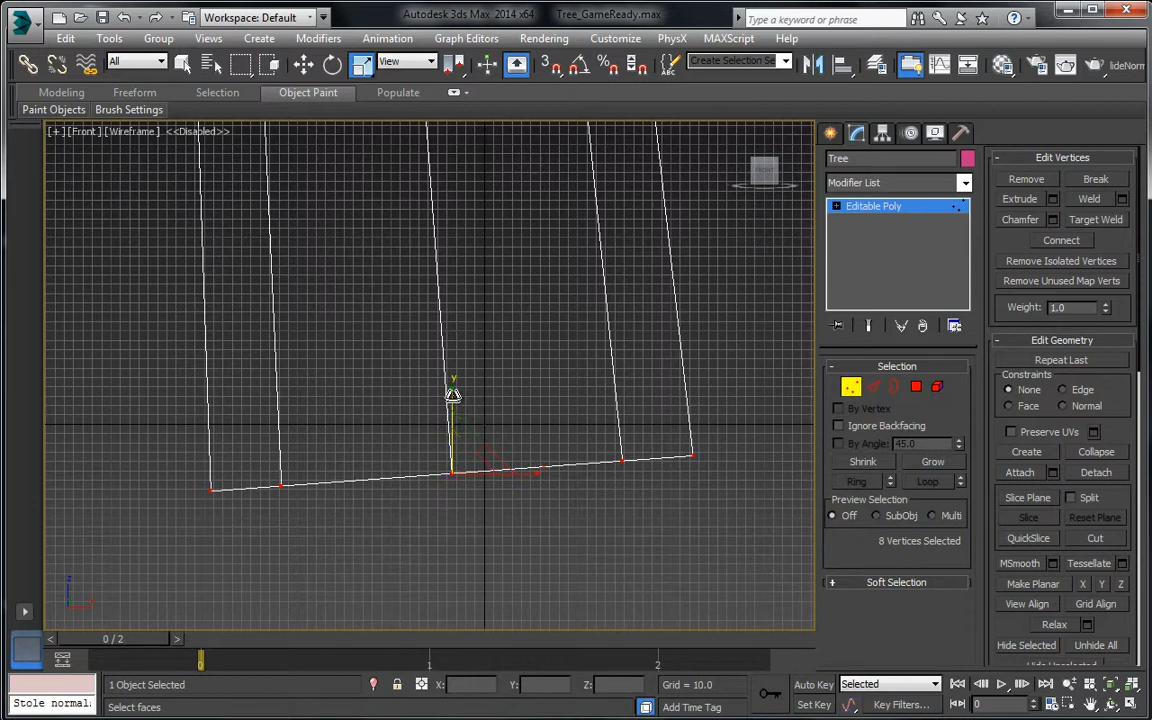 Workspace: Default
Autodesk 3ds Max 2014 x64
Tree_GameReady.max
Type a keyword or phrase
Edit Tools Group Views Create Modifiers Animation Graph Editors Rendering Customize PhysX MAXScript Help
All
View
Create Selection Se
lideNorm
Modeling Freeform Selection Object Paint Populate
Paint Objects Brush Settings
[+] [Front] [Wireframe] <<Disabled>>
y
z
Tree
Modifier List
Editable Poly
Selection
By Vertex
Ignore Backfacing
By Angle: 45.0
Shrink Grow
Ring Loop
Preview Selection
Off SubObj Multi
8 Vertices Selected
Soft Selection
Edit Vertices
Remove Break
Extrude Weld
Chamfer Target Weld
Connect
Remove Isolated Vertices
Remove Unused Map Verts
Weight: 1.0
Edit Geometry
Repeat Last
Constraints
None Edge
Face Normal
Preserve UVs
Create Collapse
Attach Detach
Slice Plane Split
Slice Reset Plane
QuickSlice Cut
MSmooth Tessellate
Make Planar X Y Z
View Align Grid Align
Relax
Hide Selected Unhide All
0 / 2
0 1 2
1 Object Selected
X: Y: Z:
Grid = 10.0
Auto Key Selected
Stole normal:
Select faces
Add Time Tag
Set Key Key Filters...
0